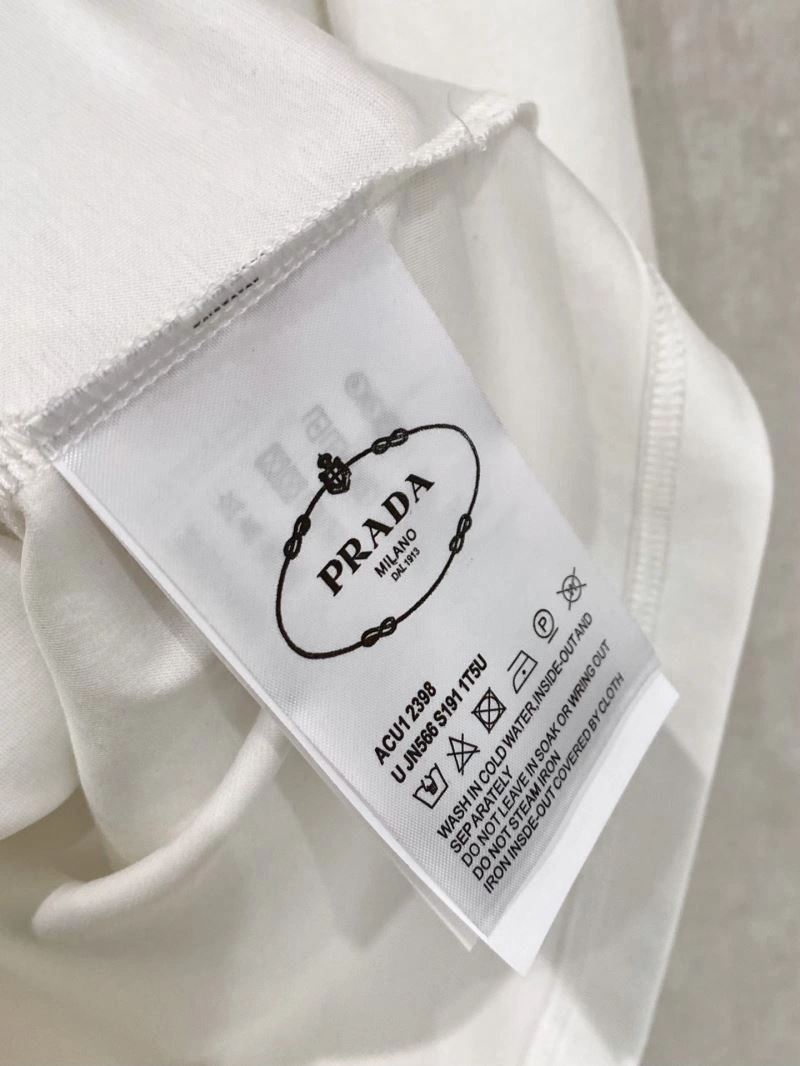 PRADA
MILANO
DAL 1913
ACU1 2398
U JN566 S191 1T5U
P
WASH IN COLD WATER,INSIDE-OUT AND
SEPARATELY
DO NOT LEAVE IN SOAK OR WRING OUT
DO NOT STEAM IRON
IRON INSDE-OUT COVERED BY CLOTH